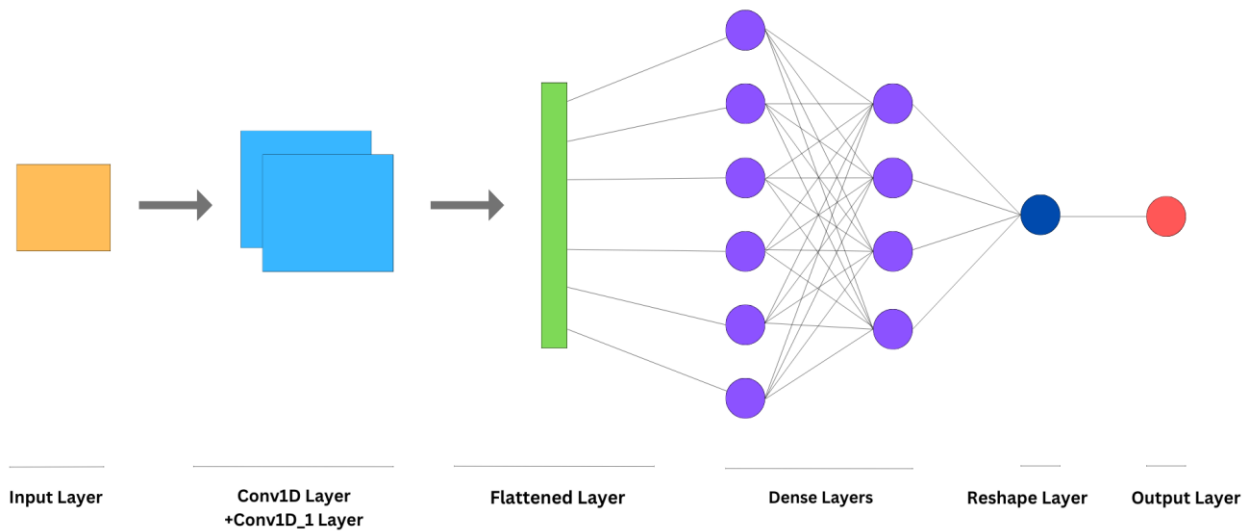 Input Layer
Conv1D Layer
+Conv1D_1 Layer
Flattened Layer
Dense Layers
Reshape Layer
Output Layer